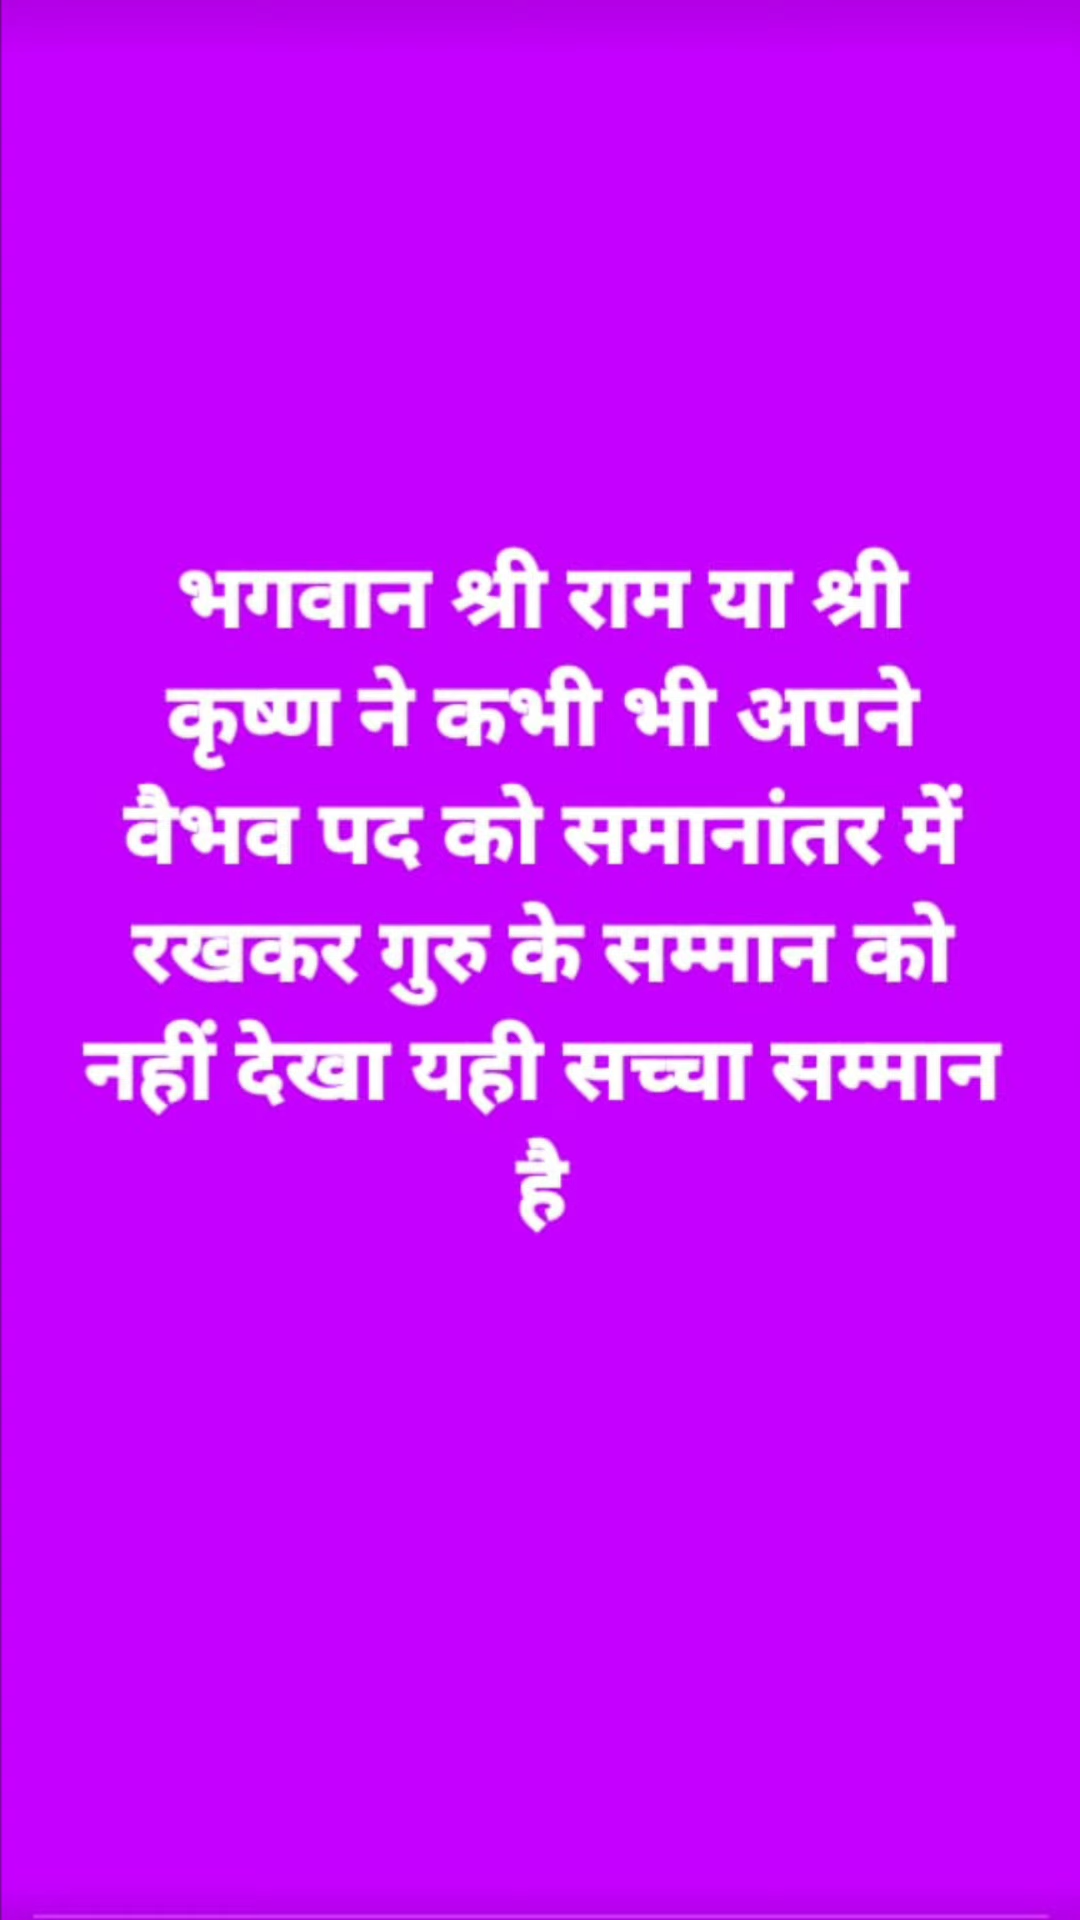 भगवान श्री राम या श्री
कृष्ण ने कभी भी अपने
वैभव पद को समानांतर में
रखकर गुरु के सम्मान को
नहीं देखा यही सच्चा सम्मान
है